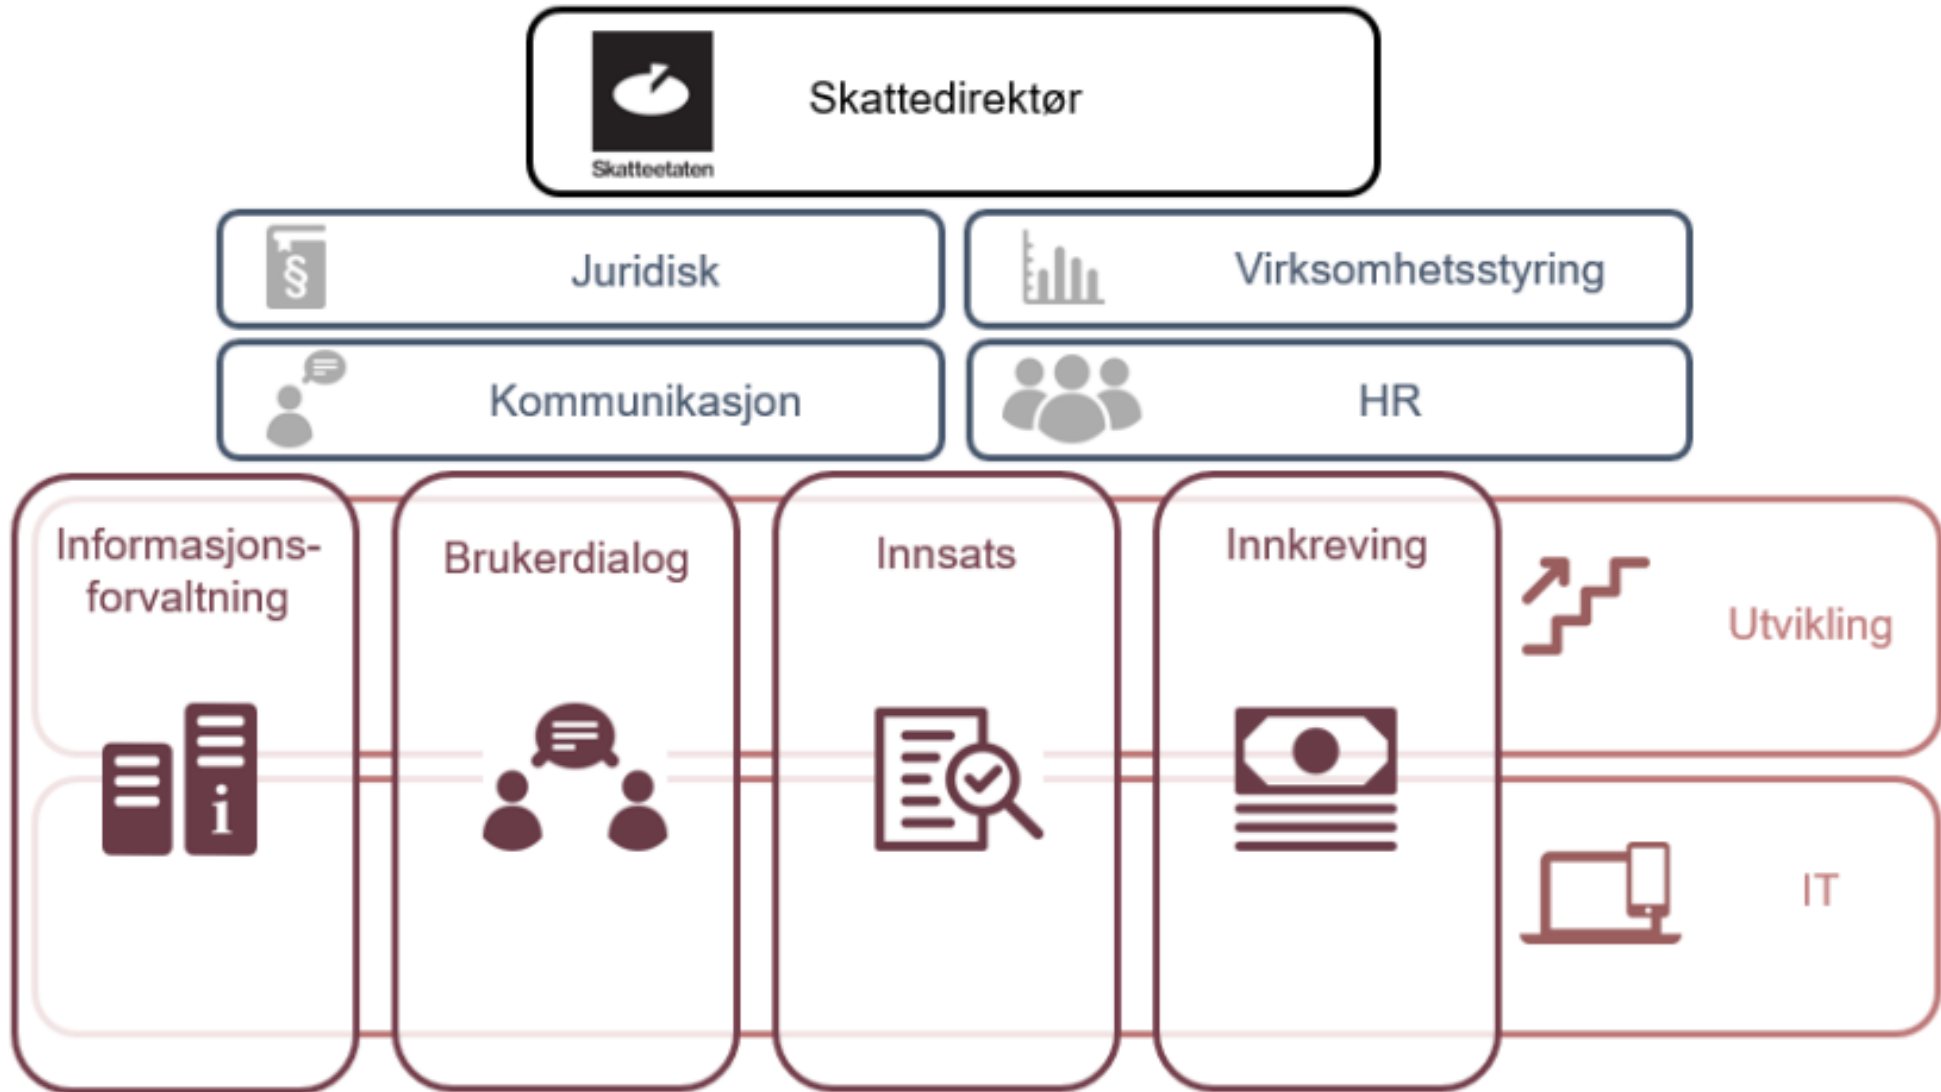 Skattedirektør
Skatteetaten
§
Juridisk
Virksomhetsstyring
Kommunikasjon
HR
Informasjons-
forvaltning
Brukerdialog
Innsats
Innkreving
Utvikling
i
IT